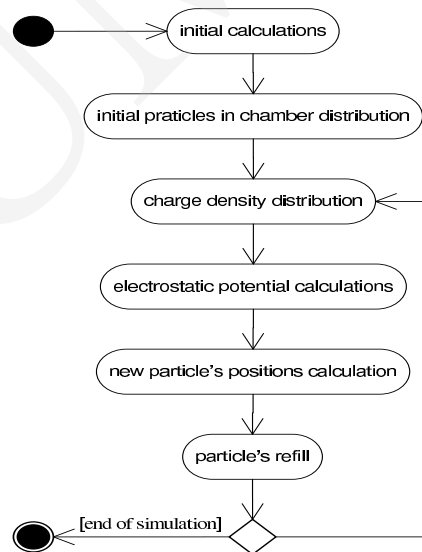 initial calculations
initial praticles in chamber distribution
charge density distribution
electrostatic potential calculations
new particle's positions calculation
particle's refill
[end of simulation]